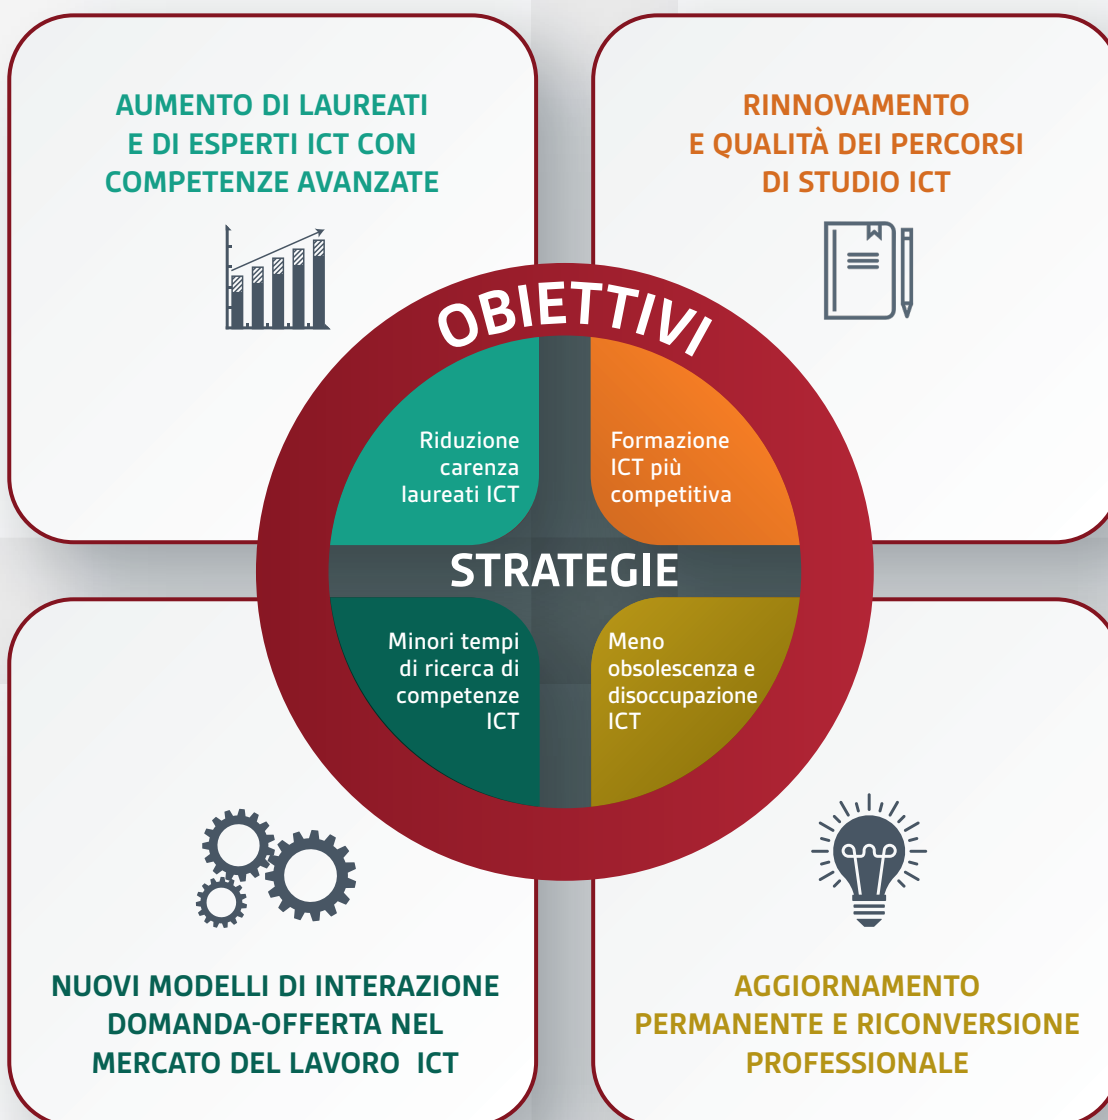 AUMENTO DI LAUREATI
E DI ESPERTI ICT CON
COMPETENZE AVANZATE
RINNOVAMENTO
E QUALITÀ DEI PERCORSI
DI STUDIO ICT
OBIETTIVI
Riduzione
carenza
laureati ICT
Formazione
ICT più
competitiva
STRATEGIE
Minori tempi
di ricerca di
competenze
ICT
Meno
obsolescenza e
disoccupazione
ICT
NUOVI MODELLI DI INTERAZIONE
DOMANDA-OFFERTA NEL
MERCATO DEL LAVORO ICT
AGGIORNAMENTO
PERMANENTE E RICONVERSIONE
PROFESSIONALE